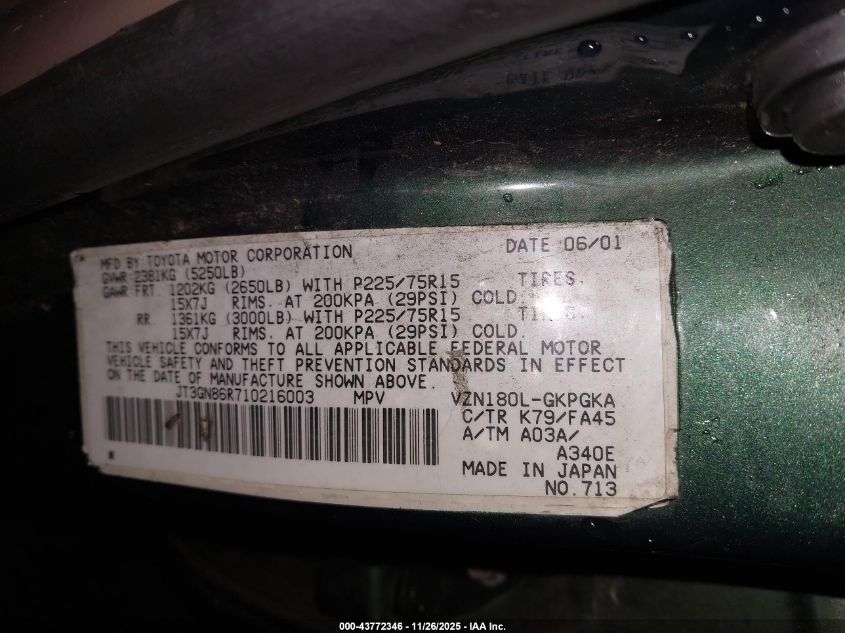 MFD BY TOYOTA MOTOR CORPORATION DATE 06/01
GVWR 2381KG (5250LB)
GAWR FRT 1202KG (2650LB) WITH P225/75R15 TIRES.
15X7J RIMS. AT 200KPA (29PSI) COLD.
RR 1361KG (3000LB) WITH P225/75R15
15X7J RIMS. AT 200KPA (29PSI) COLD.
THIS VEHICLE CONFORMS TO ALL APPLICABLE FEDERAL MOTOR
VEHICLE SAFETY AND THEFT PREVENTION STANDARDS IN EFFECT
ON THE DATE OF MANUFACTURE SHOWN ABOVE.
JT3GN86R710216003 MPV VZN180L-GKPGKA
C/TR K79/FA45
A/TM A03A/
A340E
MADE IN JAPAN
NO.713
000-43772346 - 11/26/2025 - IAA Inc.